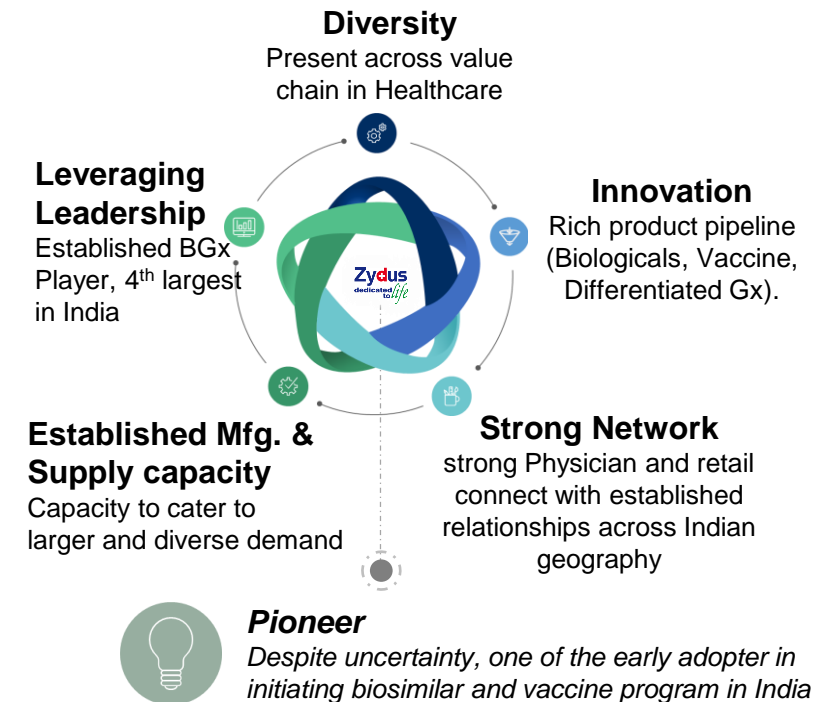 Diversity
Present across value
chain in Healthcare
Leveraging
Leadership
Established BGx
Player, 4th largest
in India
Innovation
Rich product pipeline
(Biologicals, Vaccine,
Differentiated Gx).
Zydus
dedicated
to life
Established Mfg. &
Supply capacity
Capacity to cater to
larger and diverse demand
Strong Network
strong Physician and retail
connect with established
relationships across Indian
geography
Pioneer
Despite uncertainty, one of the early adopter in
initiating biosimilar and vaccine program in India